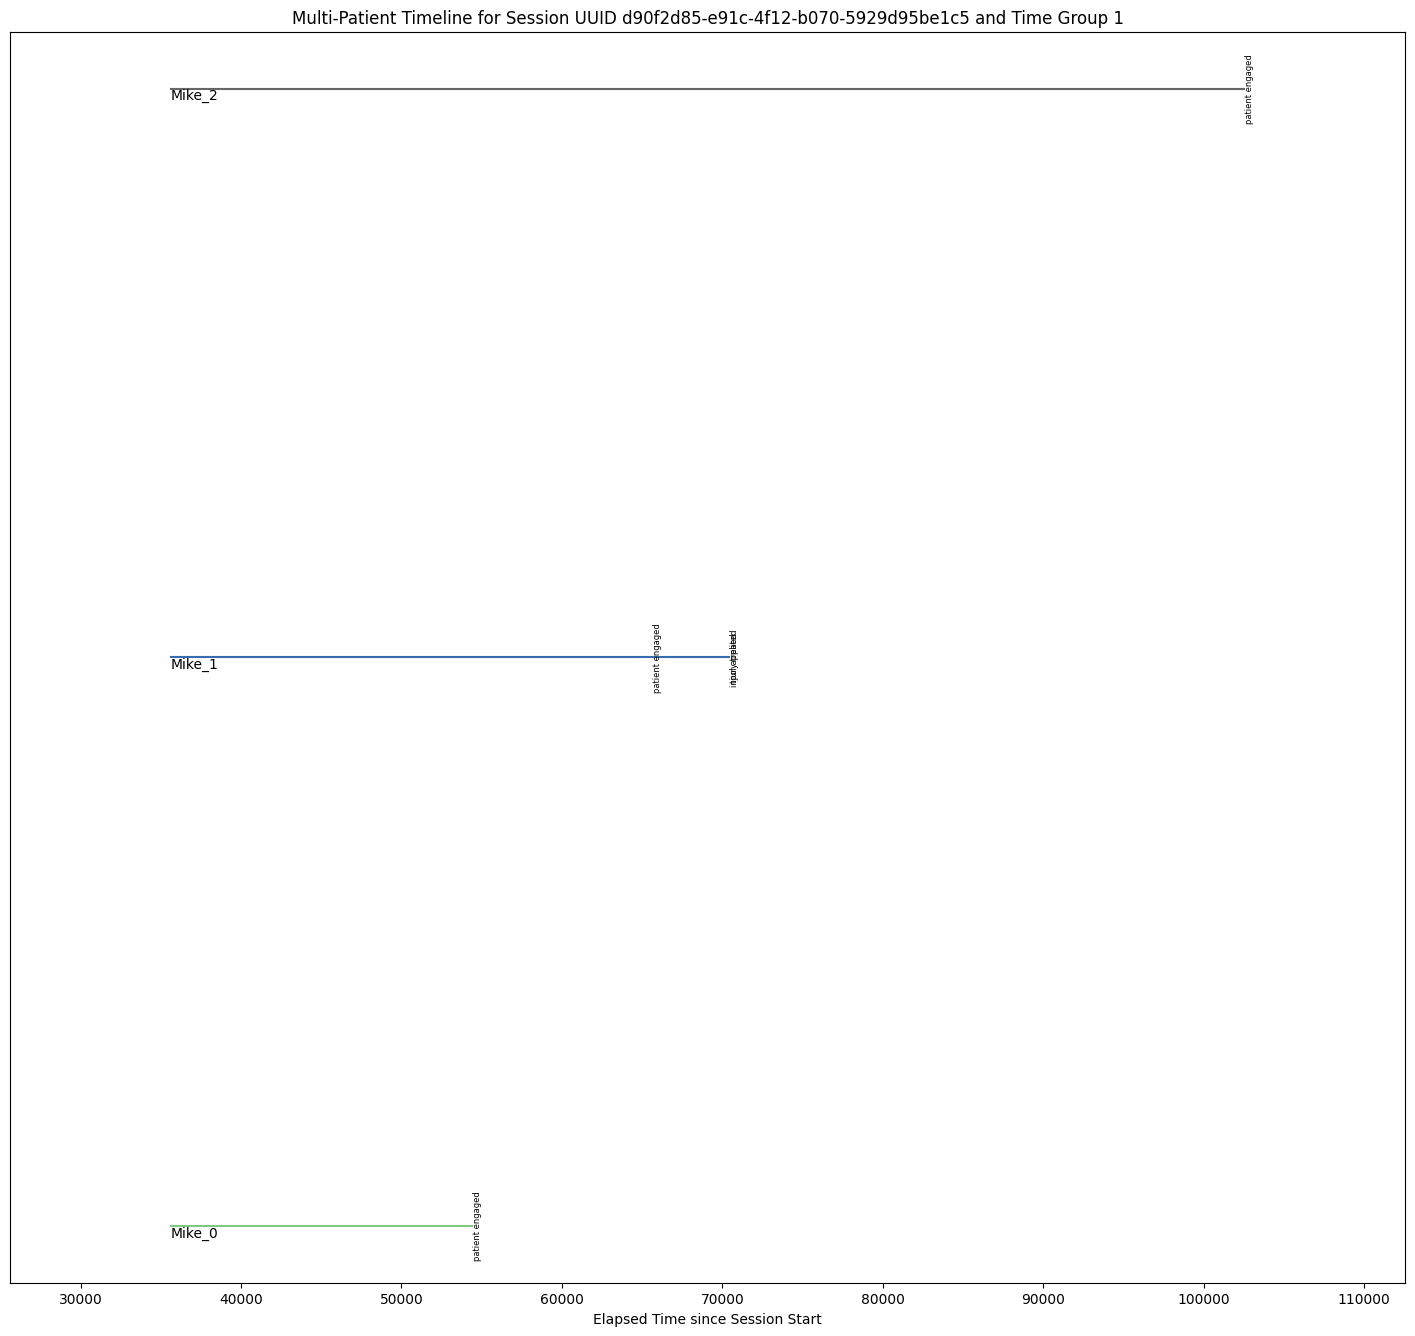 Multi-Patient Timeline for Session UUID d90f2d85-e91c-4f12-b070-5929d95be1c5 and Time Group 1
Mike_2
patient engaged
Mike_1
patient engaged
injury treated
Mike_0
patient engaged
30000 40000 50000 60000 70000 80000 90000 100000 110000
Elapsed Time since Session Start